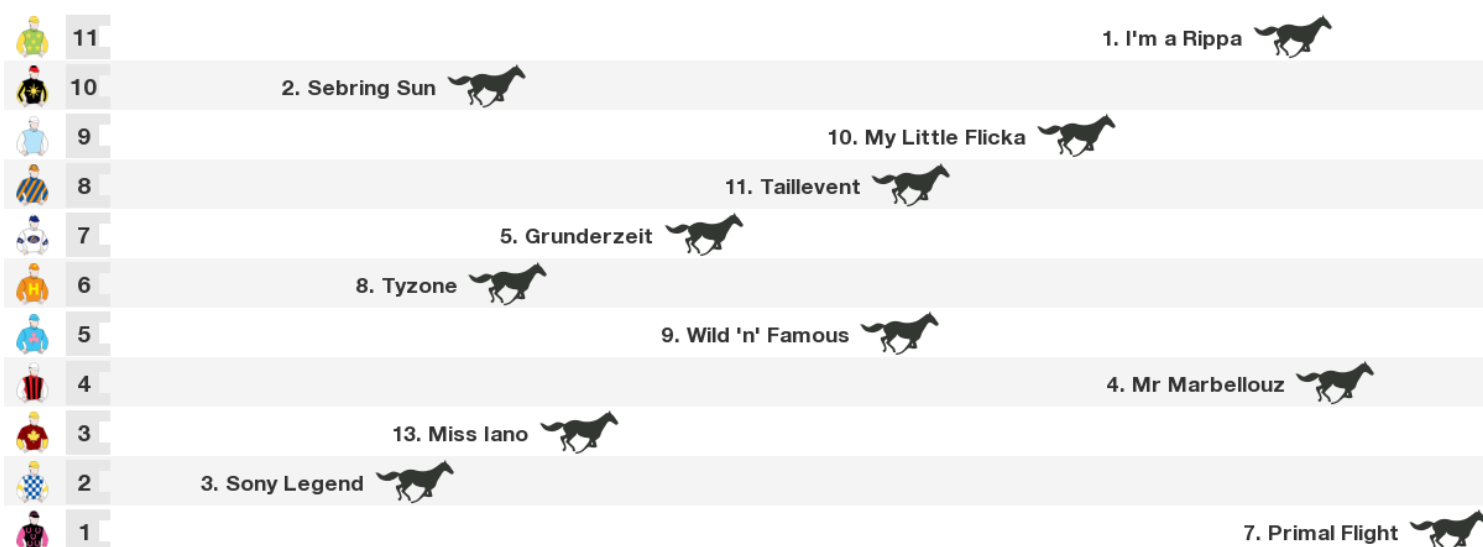 11 1. I'm a Rippa
10 2. Sebring Sun
9 10. My Little Flicka
8 11. Taillevent
7 5. Grunderzeit
6 8. Tyzone
H
5 9. Wild 'n' Famous
4 4. Mr Marbellouz
3 13. Miss Iano
2 3. Sony Legend
1 7. Primal Flight